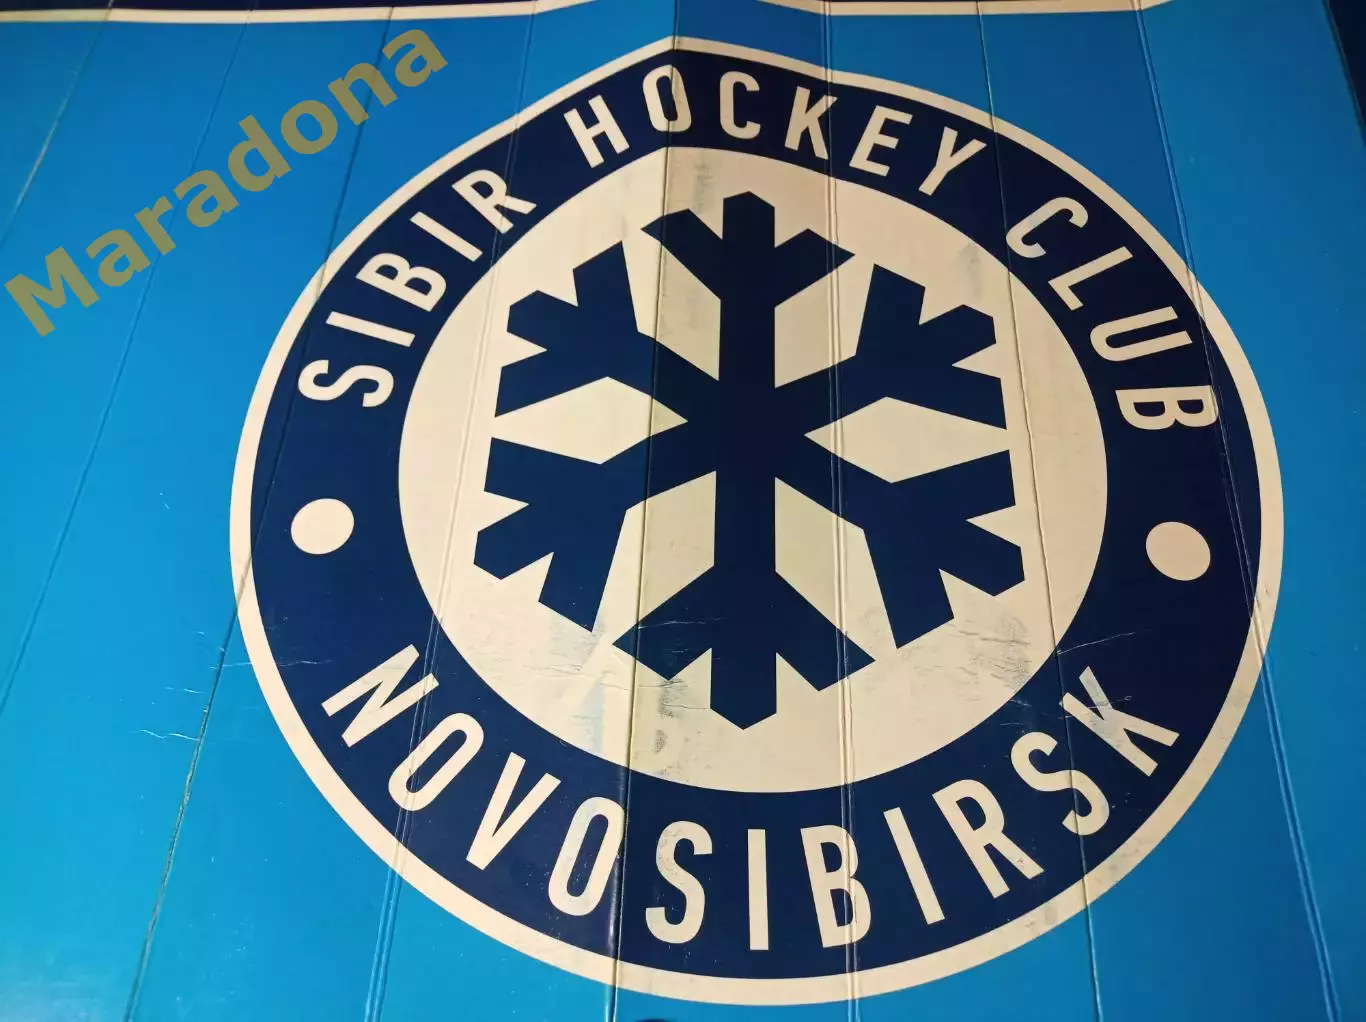 Maradona
SIBIR HOCKEY CLUB
• NOVOSIBIRSK •